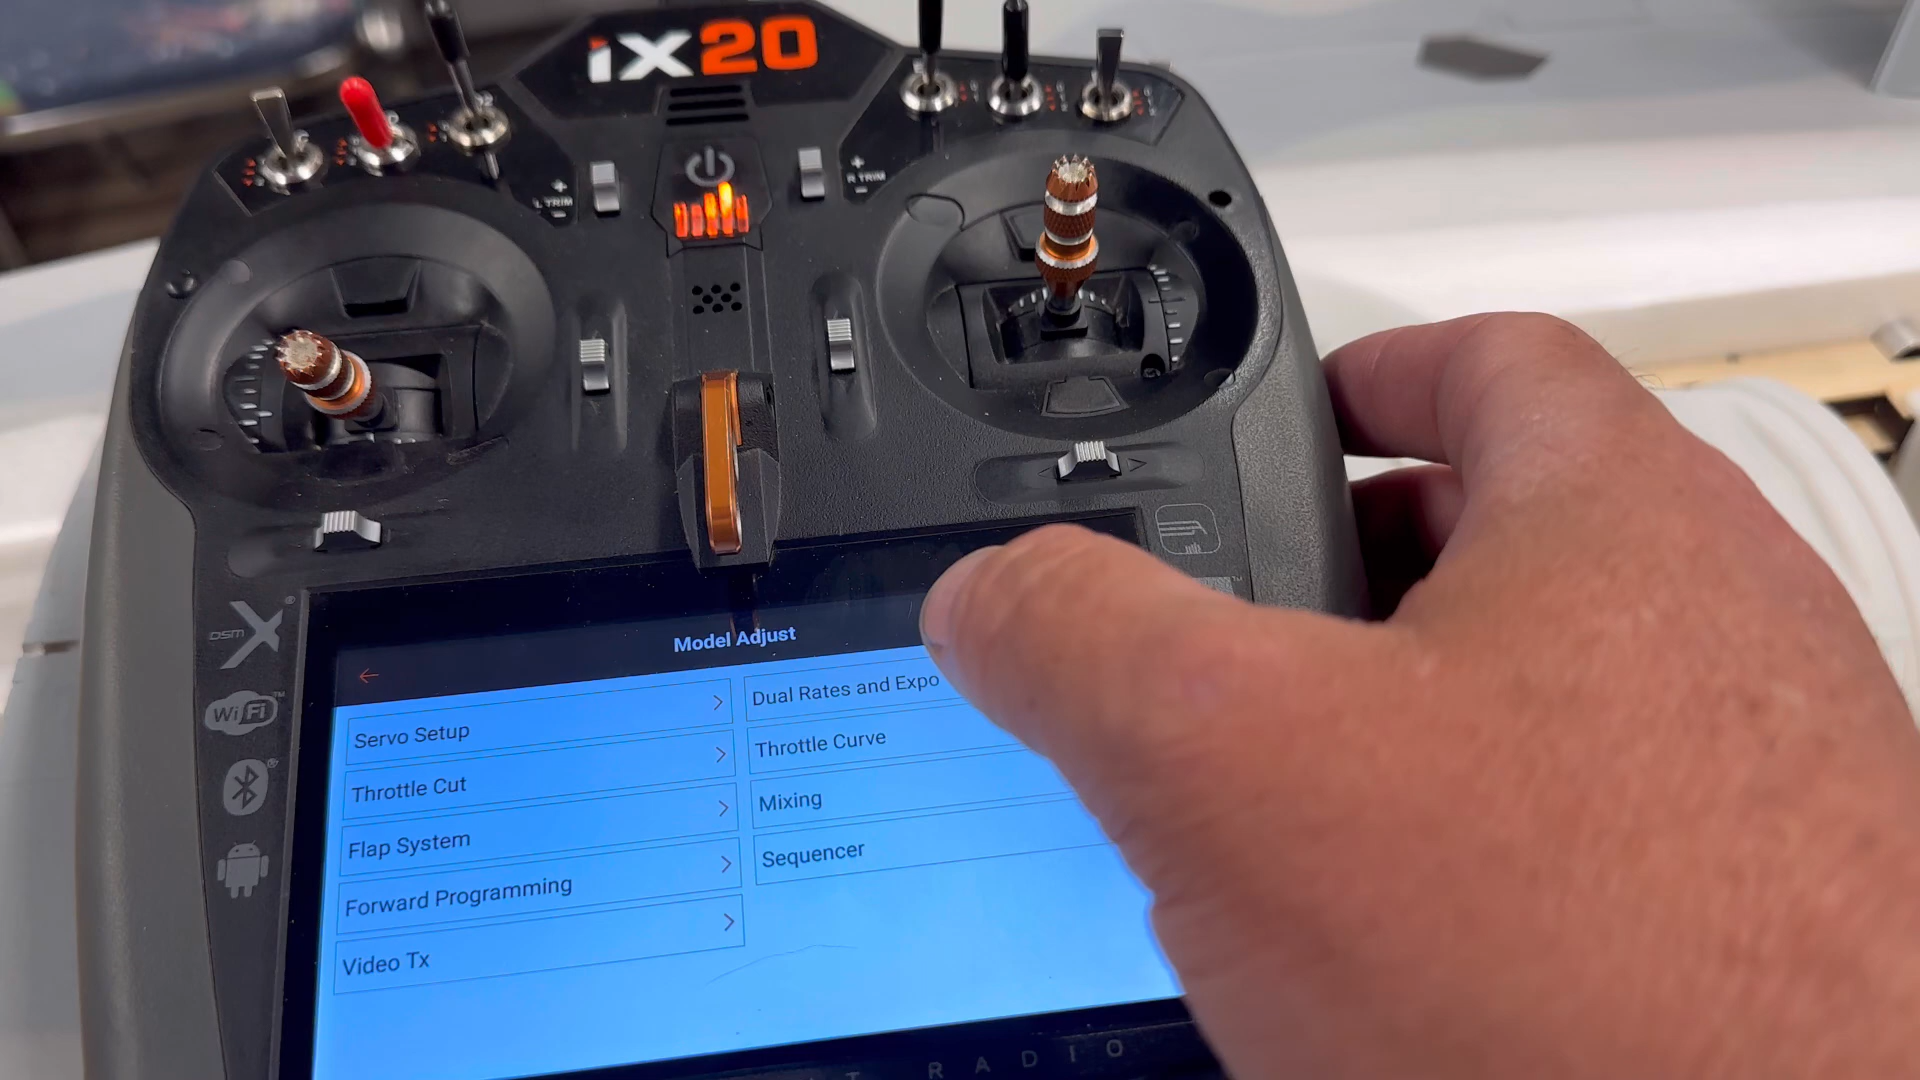 iX20
+
L TRIM
−
+
R TRIM
−
DSM X®
WiFi™
Model Adjust
Servo Setup
Throttle Cut
Flap System
Forward Programming
Video Tx
Dual Rates and Expo
Throttle Curve
Mixing
Sequencer
T RADIO